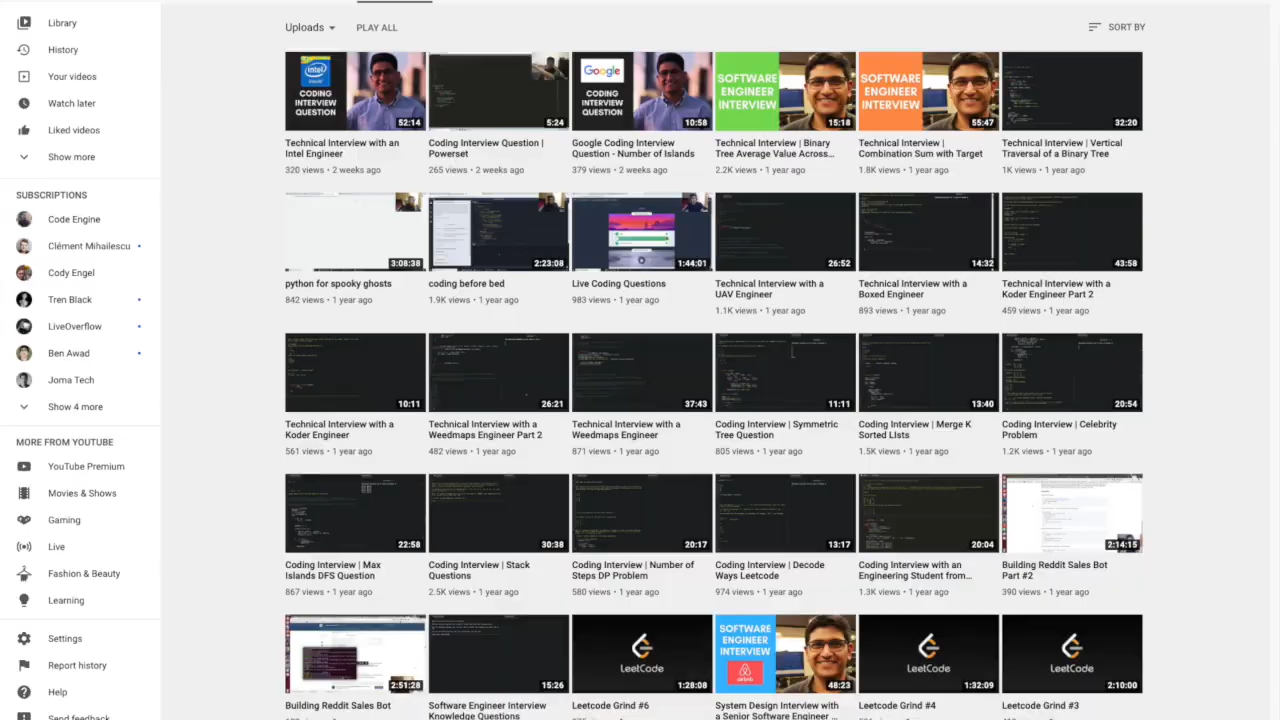 Library
History
Your videos
Watch later
Liked videos
Show more
SUBSCRIPTIONS
Code Engine
Clément Mihailescu
Cody Engel
Tren Black
LiveOverflow
Ben Awad
Joma Tech
Show 4 more
MORE FROM YOUTUBE
YouTube Premium
Movies & Shows
Gaming
Live
Fashion & Beauty
Learning
Settings
Report history
Help
Send feedback
Uploads PLAY ALL SORT BY
intel
CODING
INTERVIEW
QUESTION
52:14
Technical Interview with an
Intel Engineer
320 views • 2 weeks ago
5:24
Coding Interview Question |
Powerset
265 views • 2 weeks ago
Google
CODING
INTERVIEW
QUESTION
10:58
Google Coding Interview
Question - Number of Islands
379 views • 2 weeks ago
SOFTWARE
ENGINEER
INTERVIEW
15:18
Technical Interview | Binary
Tree Average Value Across...
2.2K views • 1 year ago
SOFTWARE
ENGINEER
INTERVIEW
55:47
Technical Interview |
Combination Sum with Target
1.8K views • 1 year ago
32:20
Technical Interview | Vertical
Traversal of a Binary Tree
1K views • 1 year ago
3:08:38
python for spooky ghosts
842 views • 1 year ago
2:23:08
coding before bed
1.9K views • 1 year ago
1:44:01
Live Coding Questions
983 views • 1 year ago
26:52
Technical Interview with a
UAV Engineer
1.1K views • 1 year ago
14:32
Technical Interview with a
Boxed Engineer
893 views • 1 year ago
43:58
Technical Interview with a
Koder Engineer Part 2
459 views • 1 year ago
10:11
Technical Interview with a
Koder Engineer
561 views • 1 year ago
26:21
Technical Interview with a
Weedmaps Engineer Part 2
482 views • 1 year ago
37:43
Technical Interview with a
Weedmaps Engineer
871 views • 1 year ago
11:11
Coding Interview | Symmetric
Tree Question
805 views • 1 year ago
13:40
Coding Interview | Merge K
Sorted LIsts
1.5K views • 1 year ago
20:54
Coding Interview | Celebrity
Problem
1.2K views • 1 year ago
22:58
Coding Interview | Max
Islands DFS Question
867 views • 1 year ago
30:38
Coding Interview | Stack
Questions
2.5K views • 1 year ago
20:17
Coding Interview | Number of
Steps DP Problem
580 views • 1 year ago
13:17
Coding Interview | Decode
Ways Leetcode
974 views • 1 year ago
20:04
Coding Interview with an
Engineering Student from...
1.3K views • 1 year ago
2:14:15
Building Reddit Sales Bot
Part #2
390 views • 1 year ago
2:51:28
Building Reddit Sales Bot
15:26
Software Engineer Interview
Knowledge Questions
LeetCode
1:28:08
Leetcode Grind #6
SOFTWARE
ENGINEER
INTERVIEW
airbnb
48:23
System Design Interview with
a Senior Software Engineer ...
LeetCode
1:32:09
Leetcode Grind #4
LeetCode
2:10:00
Leetcode Grind #3